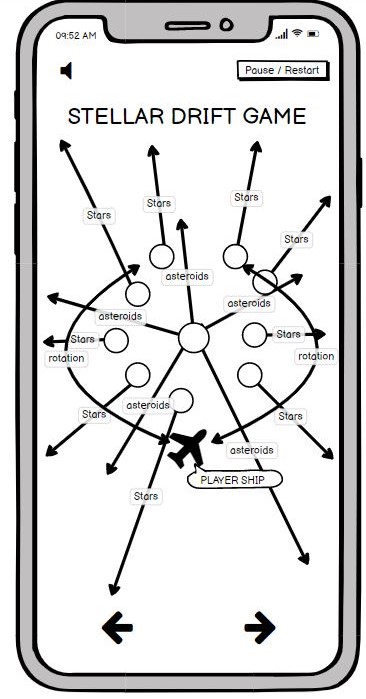 09:52 AM
Pause / Restart
STELLAR DRIFT GAME
Stars
Stars
Stars
Stars
asteroids
asteroids
asteroids
Stars
Stars
rotation
rotation
asteroids
Stars
Stars
asteroids
PLAYER SHIP
Stars